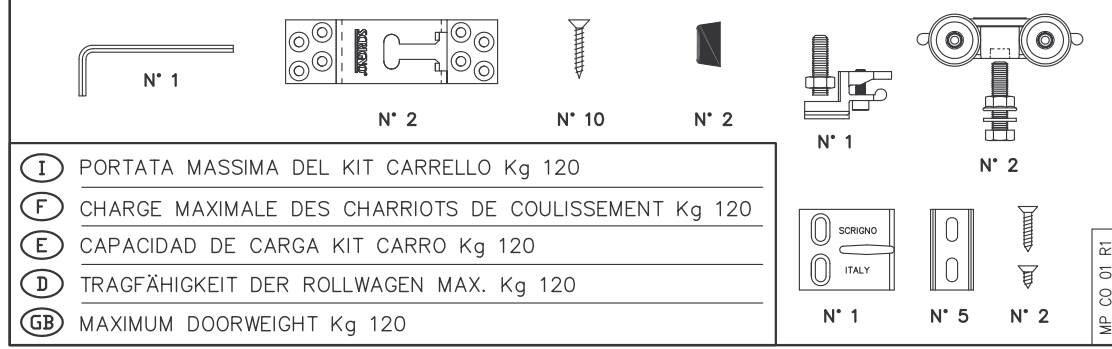 N° 1
SCRIGNO
N° 2
N° 10
N° 2
N° 1
N° 2
I PORTATA MASSIMA DEL KIT CARRELLO Kg 120
F CHARGE MAXIMALE DES CHARRIOTS DE COULISSEMENT Kg 120
E CAPACIDAD DE CARGA KIT CARRO Kg 120
D TRAGFÄHIGKEIT DER ROLLWAGEN MAX. Kg 120
GB MAXIMUM DOORWEIGHT Kg 120
SCRIGNO
ITALY
N° 1
N° 5
N° 2
MP CO 01 R1